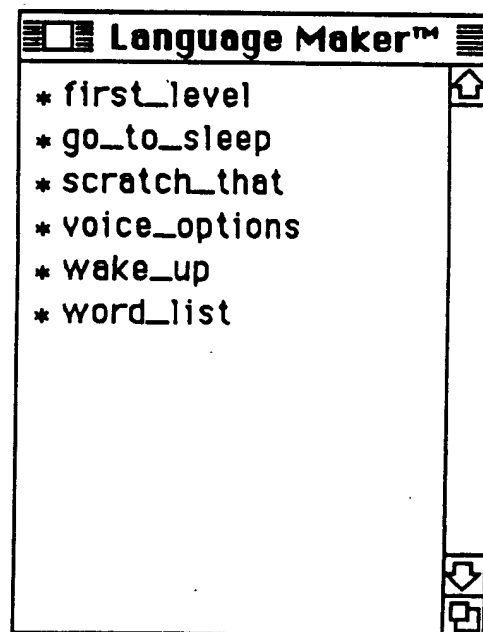 Language Maker™
* first_level
* go_to_sleep
* scratch_that
* voice_options
* wake_up
* word_list